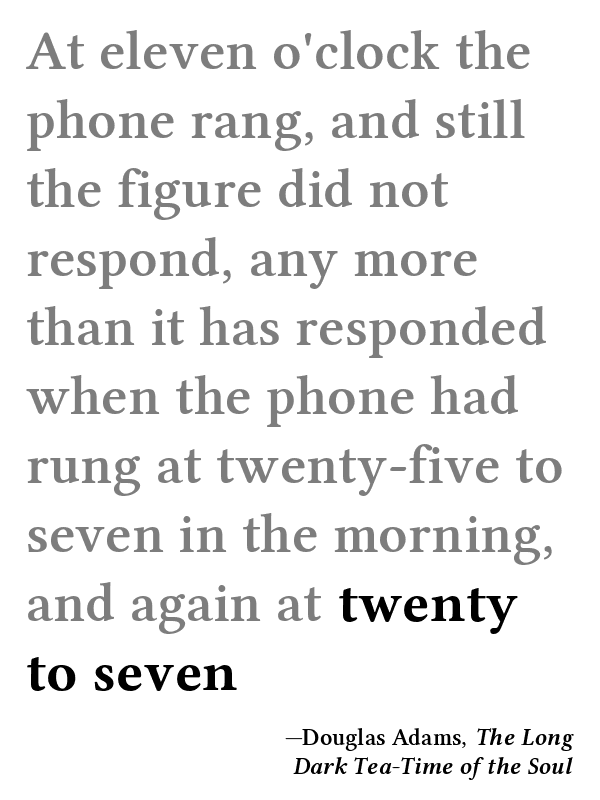 At eleven o'clock the
phone rang, and still
the figure did not
respond, any more
than it has responded
when the phone had
rung at twenty-five to
seven in the morning,
and again at twenty
to seven
—Douglas Adams, The Long
Dark Tea-Time of the Soul